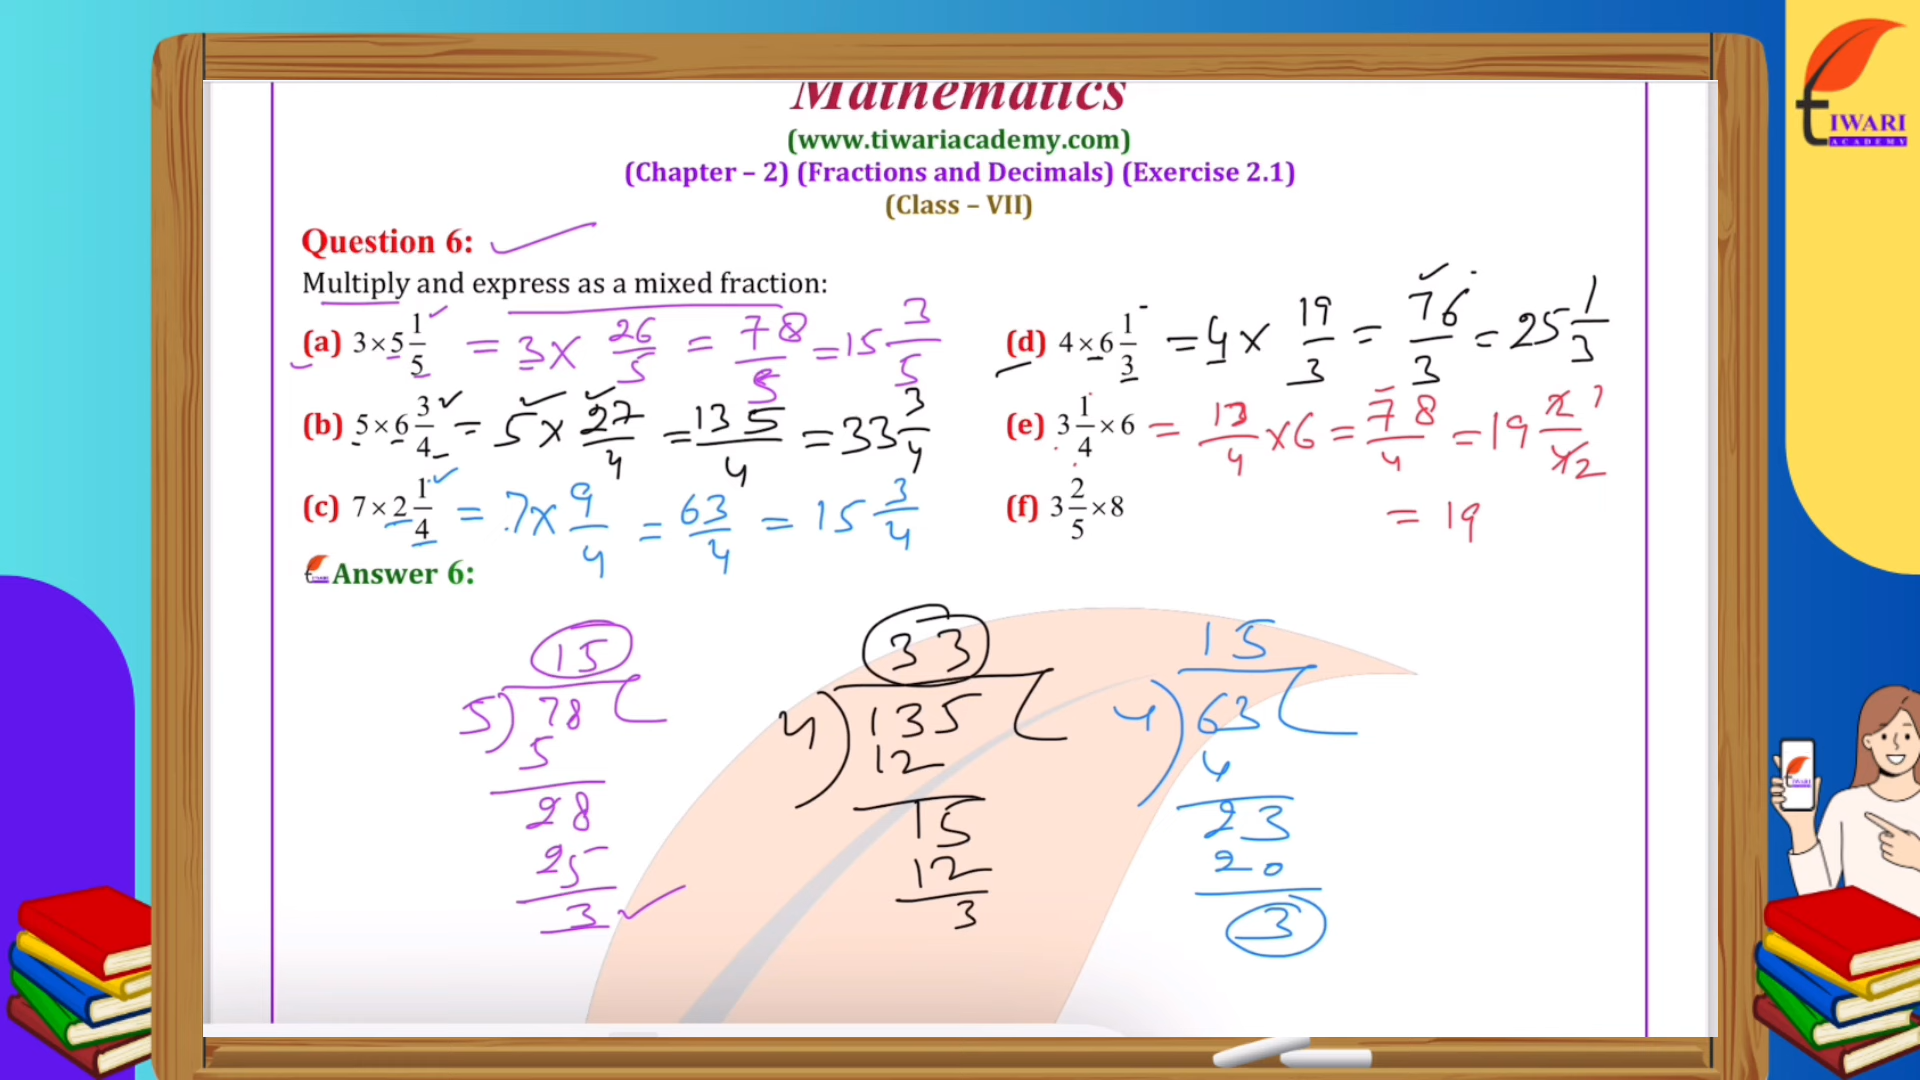 Mathematics
(www.tiwariacademy.com)
(Chapter – 2) (Fractions and Decimals) (Exercise 2.1)
(Class – VII)
TIWARI
ACADEMY
Question 6:
Multiply and express as a mixed fraction:
(a) 3 × 5 1/5 = 3 × 26/5 = 78/5 = 15 3/5
(b) 5 × 6 3/4 = 5 × 27/4 = 135/4 = 33 3/4
(c) 7 × 2 1/4 = 7 × 9/4 = 63/4 = 15 3/4
(d) 4 × 6 1/3 = 4 × 19/3 = 76/3 = 25 1/3
(e) 3 1/4 × 6 = 13/4 × 6 = 78/4 = 19 2/4 1 2
= 19
(f) 3 2/5 × 8
Answer 6:
15
5) 78 (
5
28
25
3
33
4) 135 (
12
15
12
3
15
4) 63 (
4
23
20
3